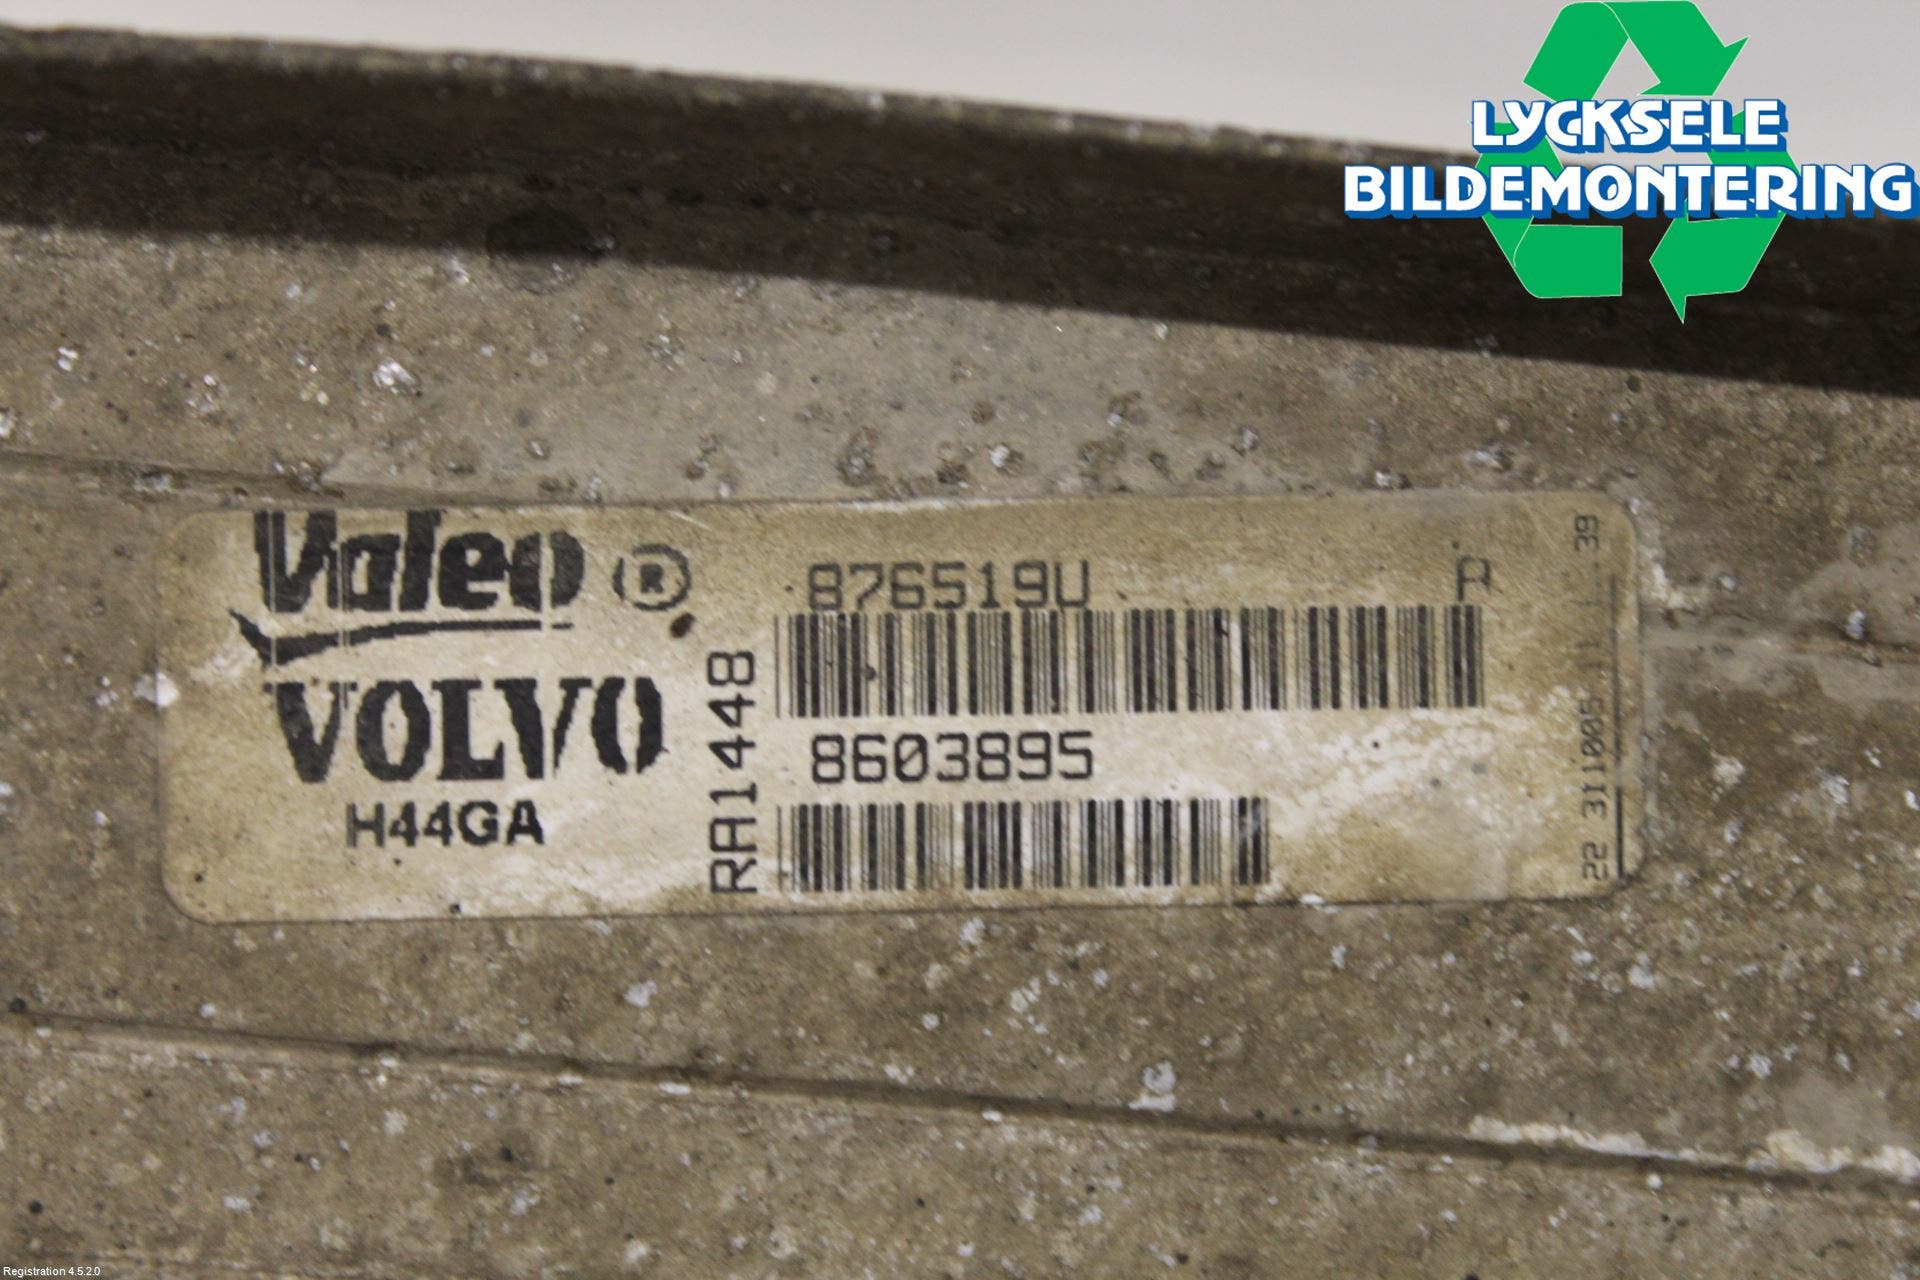 LYCKSELE
BILDEMONTERING
Valeo ®
876519U
A
VOLVO
8603895
H44GA
RA1448
22 311005
39
Registration 4.5.2.0